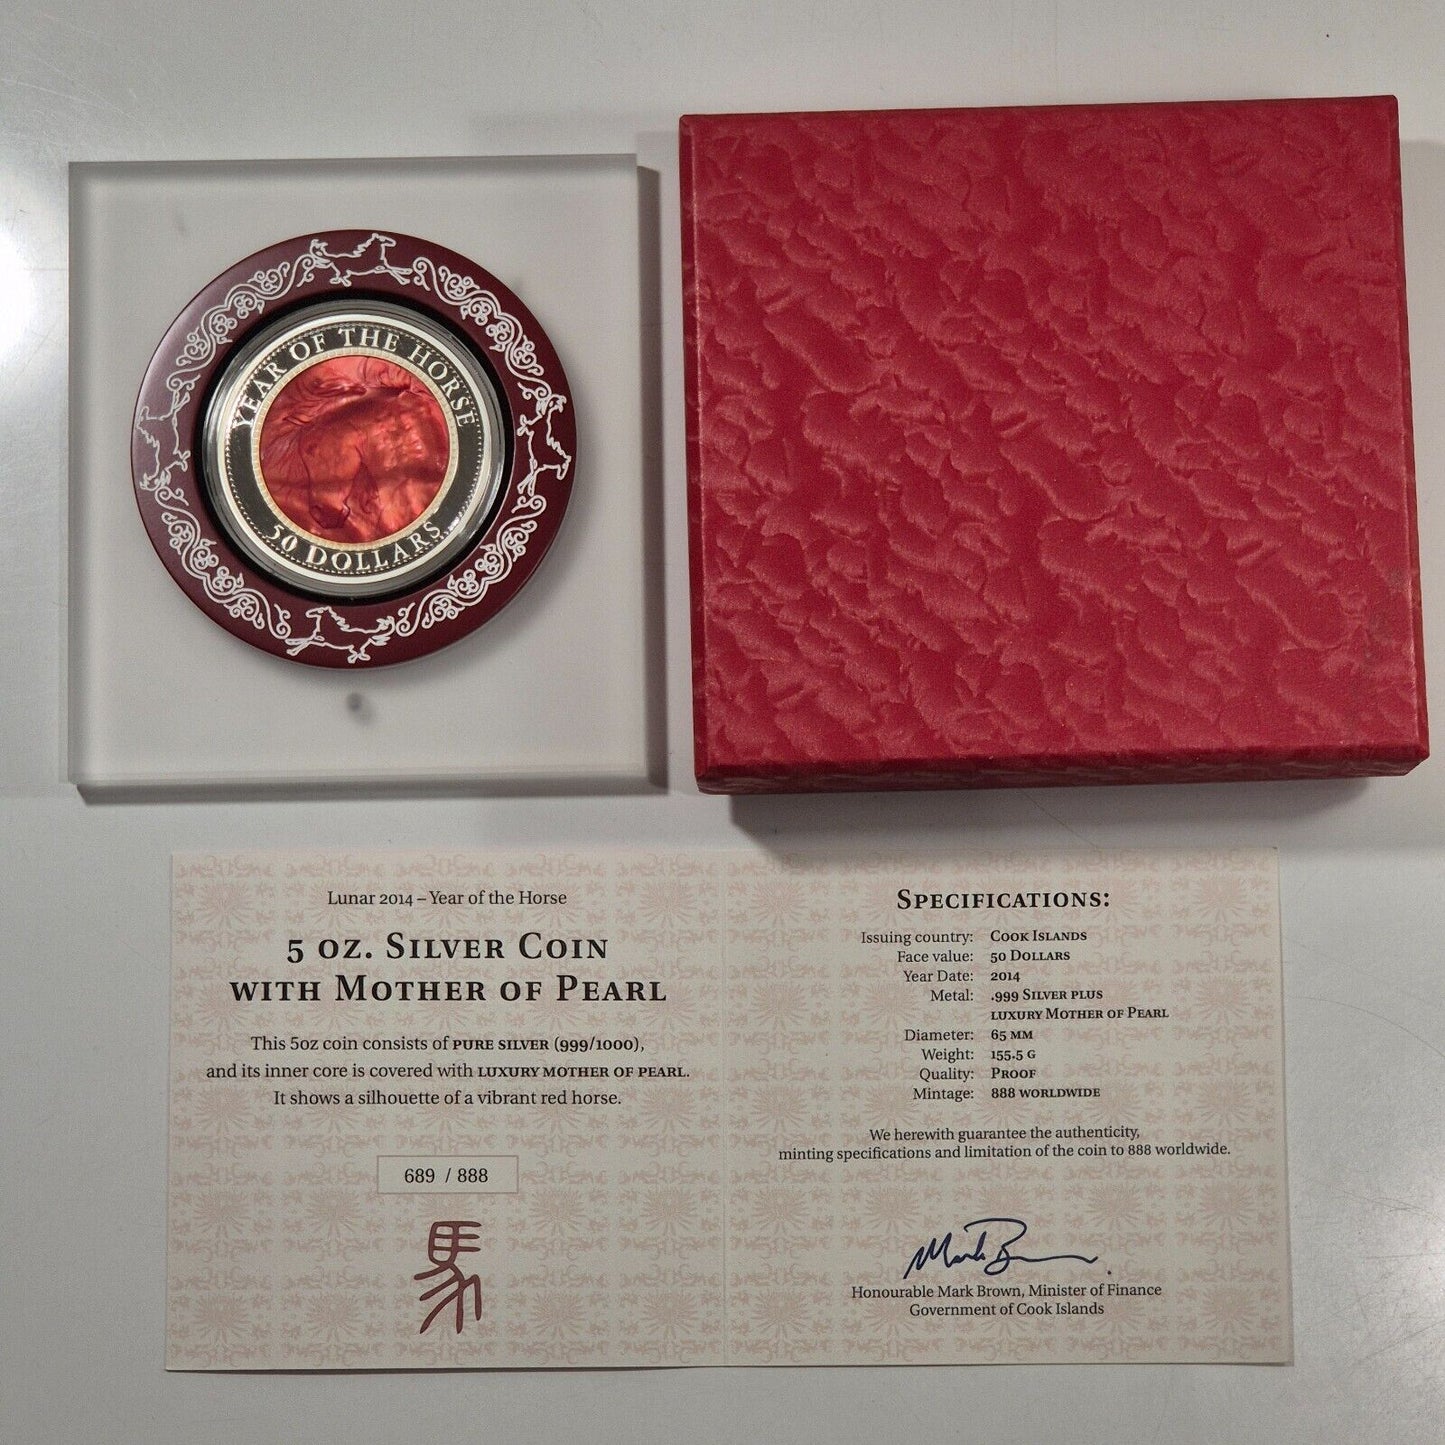 YEAR OF THE HORSE
50 DOLLARS
Lunar 2014 – Year of the Horse
5 OZ. SILVER COIN
WITH MOTHER OF PEARL
This 5oz coin consists of PURE SILVER (999/1000),
and its inner core is covered with LUXURY MOTHER OF PEARL.
It shows a silhouette of a vibrant red horse.
689 / 888
馬
SPECIFICATIONS:
Issuing country: COOK ISLANDS
Face value: 50 DOLLARS
Year Date: 2014
Metal: .999 SILVER PLUS
LUXURY MOTHER OF PEARL
Diameter: 65 MM
Weight: 155.5 G
Quality: PROOF
Mintage: 888 WORLDWIDE
We herewith guarantee the authenticity,
minting specifications and limitation of the coin to 888 worldwide.
Mark Brown
Honourable Mark Brown, Minister of Finance
Government of Cook Islands